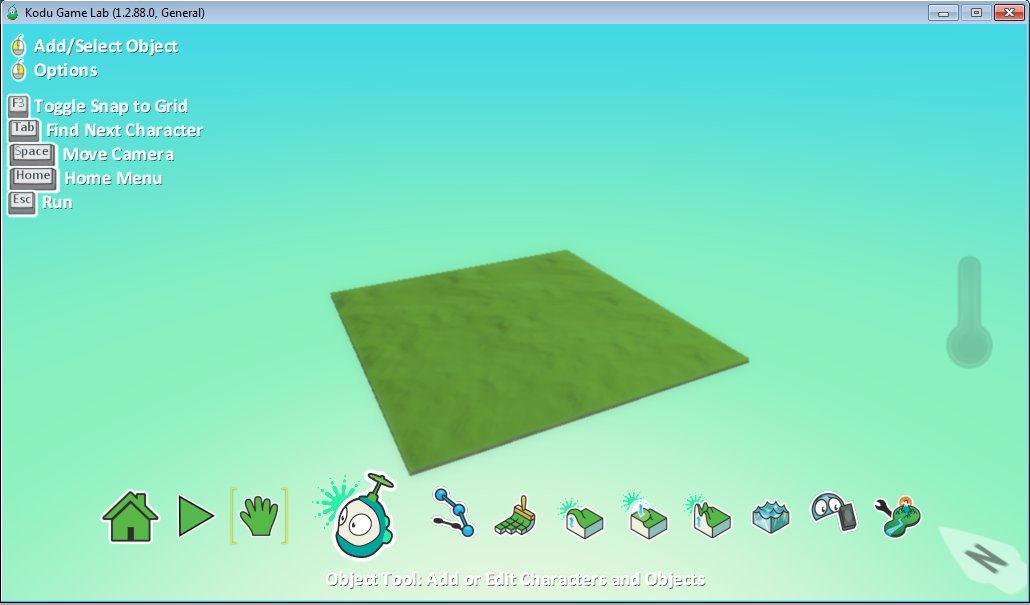 Kodu Game Lab (1.2.88.0, General)
Add/Select Object
Options
F3 Toggle Snap to Grid
Tab Find Next Character
Space Move Camera
Home Home Menu
Esc Run
N
Object Tool: Add or Edit Characters and Objects